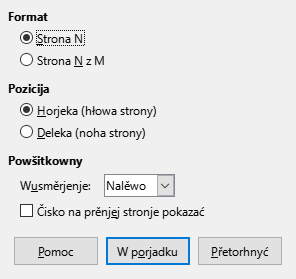 Format
Strona N
Strona N z M
Pozicija
Horjeka (hłowa strony)
Deleka (noha strony)
Powšitkowny
Wusměrjenje: Nalěwo
Čisko na prěnjej stronje pokazać
Pomoc W porjadku Přetorhnyć